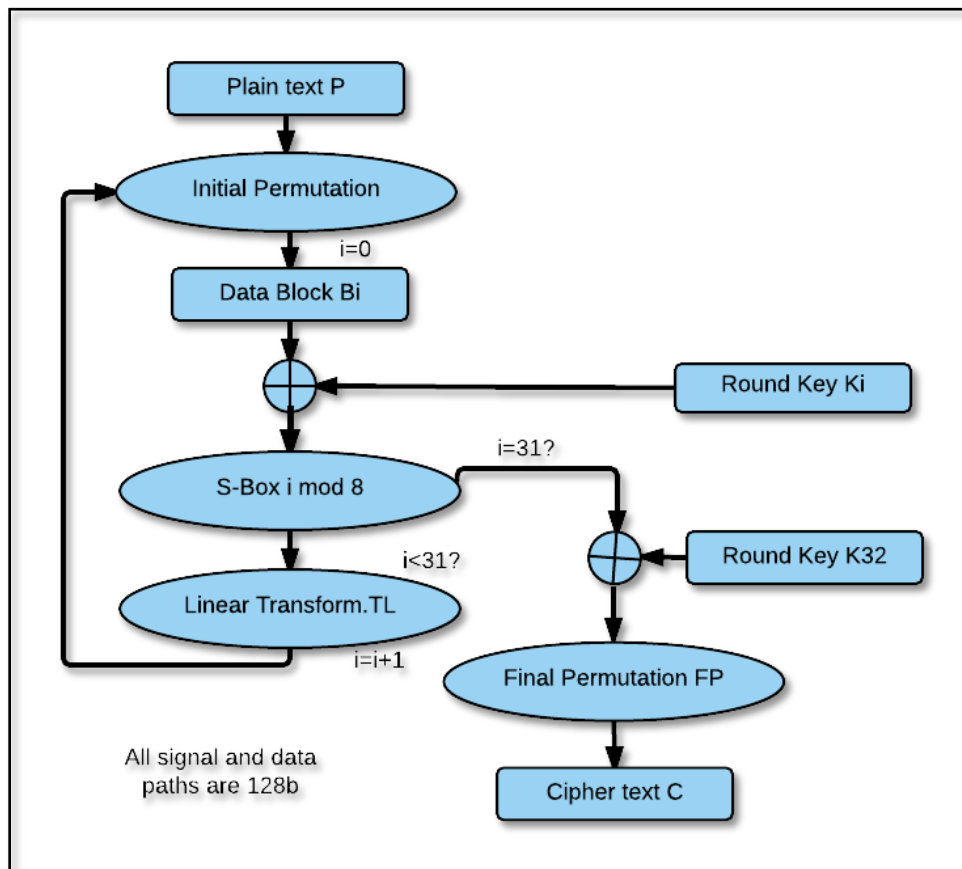 Plain text P
Initial Permutation
i=0
Data Block Bi
Round Key Ki
i=31?
S-Box i mod 8
i<31?
Round Key K32
Linear Transform.TL
i=i+1
Final Permutation FP
All signal and data
paths are 128b
Cipher text C